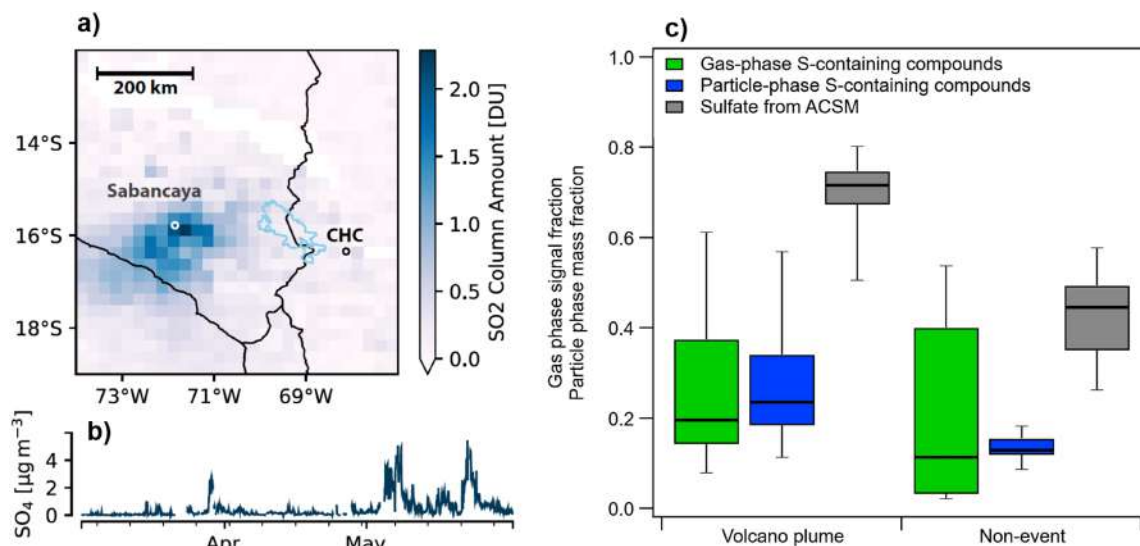 a)
200 km
14°S
Sabancaya
16°S
CHC
18°S
73°W 71°W 69°W
2.0
1.5
1.0
0.5
0.0
SO2 Column Amount [DU]
b)
SO₄ [µg m⁻³]
4
2
0
Apr May
c)
Gas-phase S-containing compounds
Particle-phase S-containing compounds
Sulfate from ACSM
Gas phase signal fraction
Particle phase mass fraction
1.0
0.8
0.6
0.4
0.2
0.0
Volcano plume Non-event